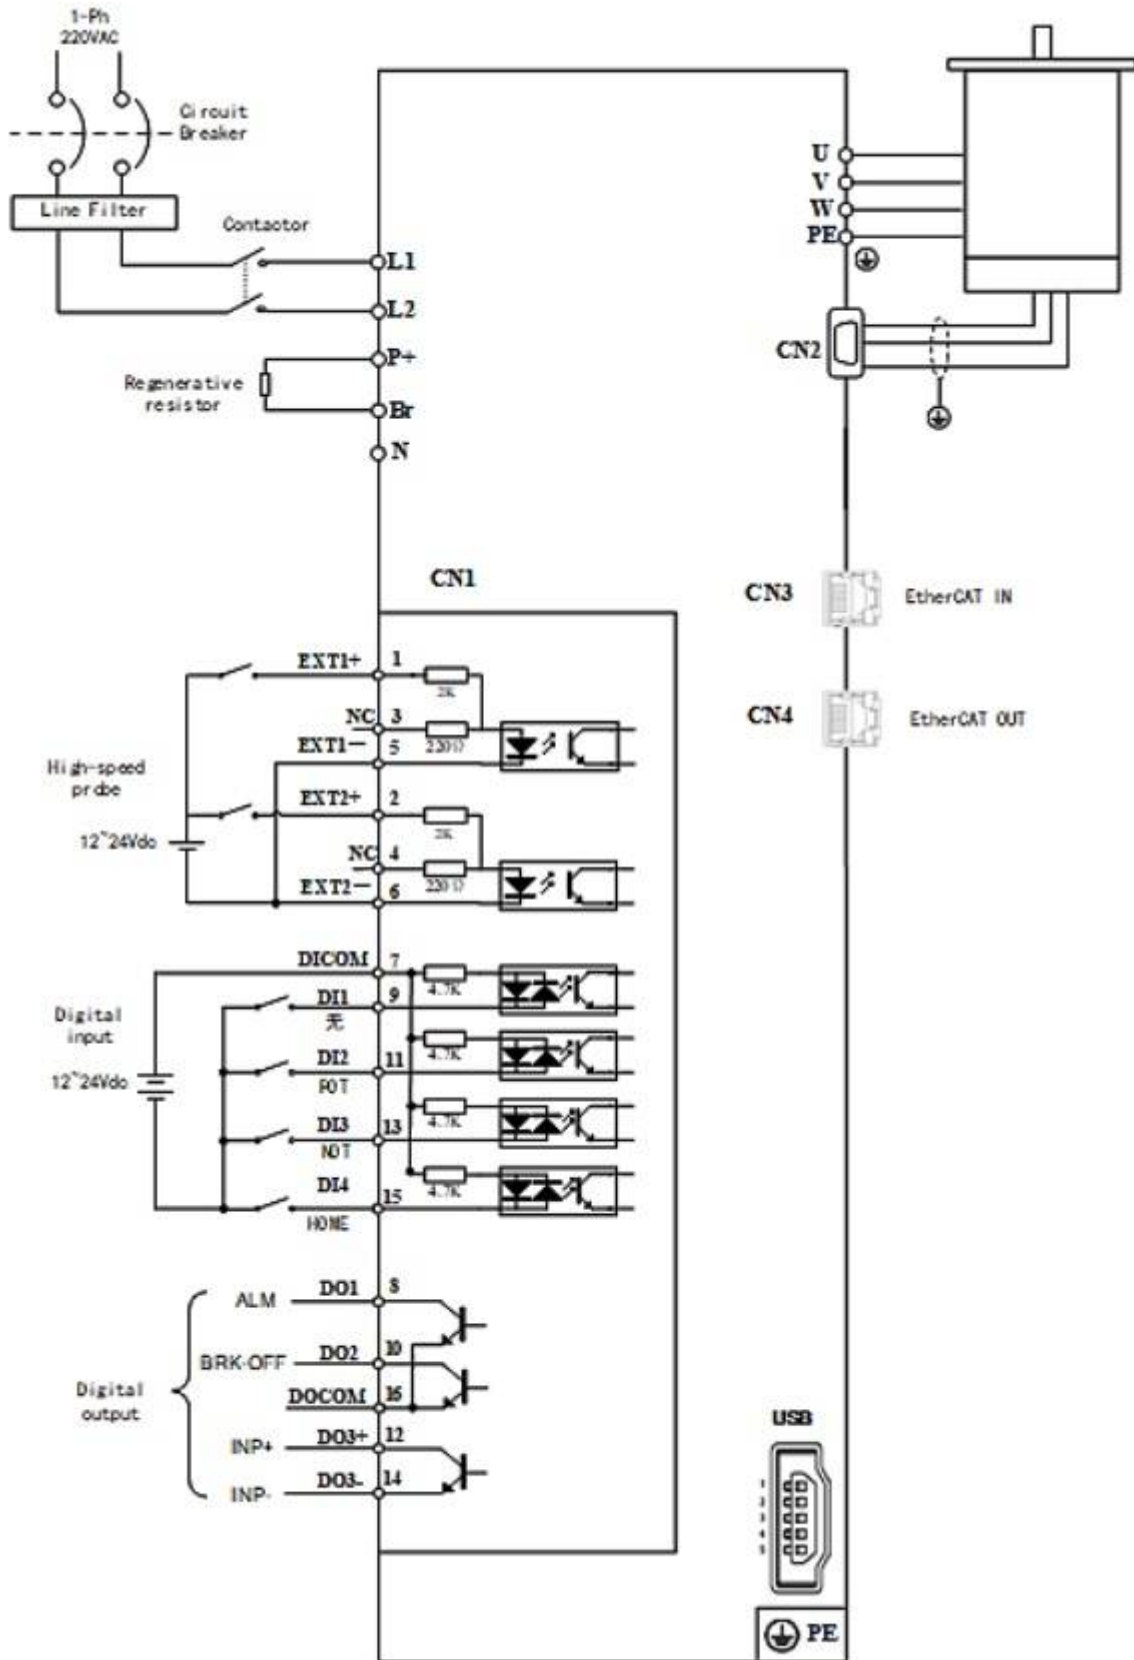 1-Ph
220VAC
Circuit
Breaker
Line Filter
Contactor
L1
L2
P+
Regenerative
resistor
Br
N
U
V
W
PE
CN2
CN1
CN3
EtherCAT IN
CN4
EtherCAT OUT
EXT1+ 1
2K
NC 3
220Ω
EXT1— 5
High-speed
probe
EXT2+ 2
2K
12~24Vdc
NC 4
220Ω
EXT2— 6
DICOM 7
4.7K
DI1 9
无
Digital
input
4.7K
DI2 11
POT
12~24Vdc
4.7K
DI3 13
NOT
4.7K
DI4 15
HOME
ALM DO1 8
BRK-OFF DO2 10
Digital
output
DOCOM 16
INP+ DO3+ 12
INP- DO3- 14
USB
1
2
3
4
5
PE